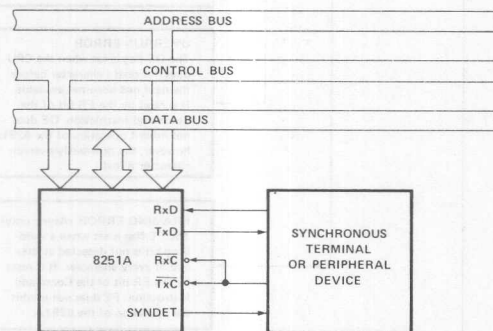 ADDRESS BUS
CONTROL BUS
DATA BUS
8251A
RxD
TxD
RxC
TxC
SYNDET
SYNCHRONOUS
TERMINAL
OR PERIPHERAL
DEVICE